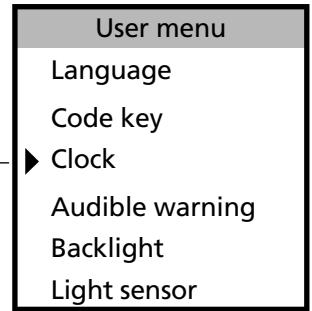 User menu
Language
Code key
Clock
Audible warning
Backlight
Light sensor